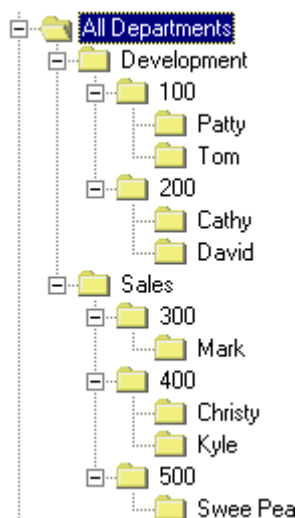 All Departments
Development
100
Patty
Tom
200
Cathy
David
Sales
300
Mark
400
Christy
Kyle
500
Swee Pea